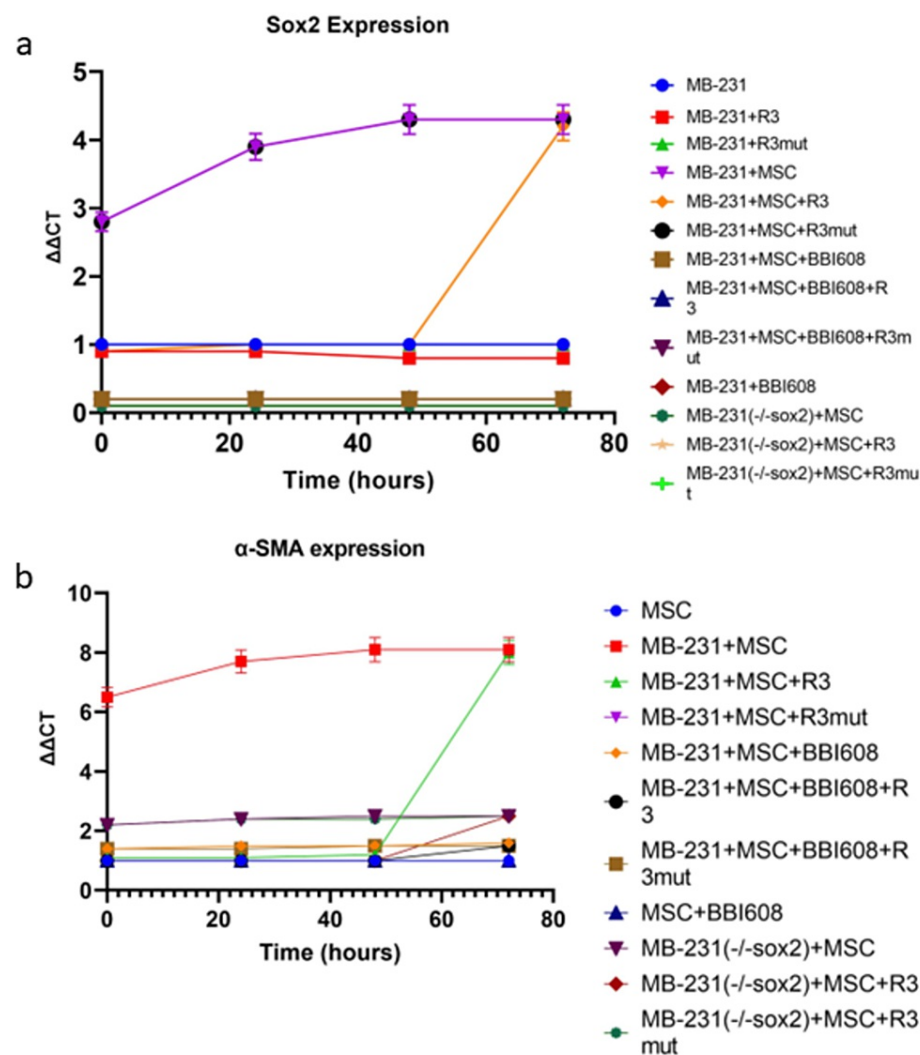 a
Sox2 Expression
5
4
3
2
1
0
ΔΔCT
0
20
40
60
80
Time (hours)
MB-231
MB-231+R3
MB-231+R3mut
MB-231+MSC
MB-231+MSC+R3
MB-231+MSC+R3mut
MB-231+MSC+BBI608
MB-231+MSC+BBI608+R
3
MB-231+MSC+BBI608+R3m
ut
MB-231+BBI608
MB-231(-/-sox2)+MSC
MB-231(-/-sox2)+MSC+R3
MB-231(-/-sox2)+MSC+R3mu
t
b
α-SMA expression
10
8
6
4
2
0
ΔΔCT
0
20
40
60
80
Time (hours)
MSC
MB-231+MSC
MB-231+MSC+R3
MB-231+MSC+R3mut
MB-231+MSC+BBI608
MB-231+MSC+BBI608+R
3
MB-231+MSC+BBI608+R
3mut
MSC+BBI608
MB-231(-/-sox2)+MSC
MB-231(-/-sox2)+MSC+R3
MB-231(-/-sox2)+MSC+R3
mut